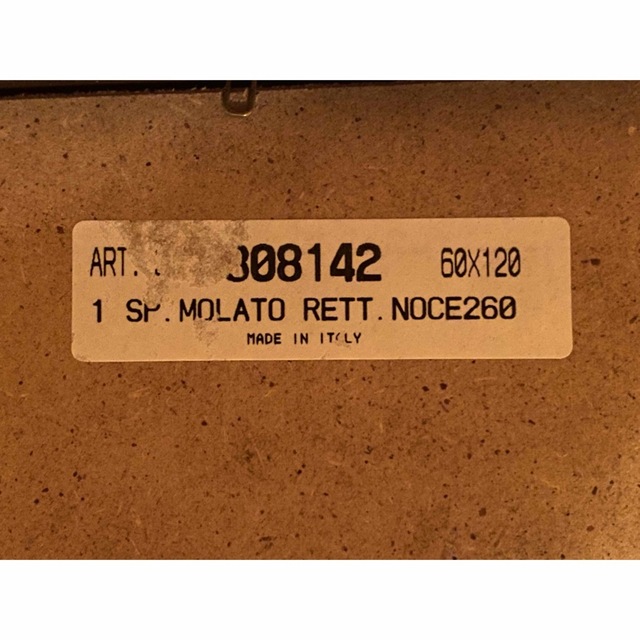 ART. 308142 60X120
1 SP. MOLATO RETT. NOCE260
MADE IN ITALY